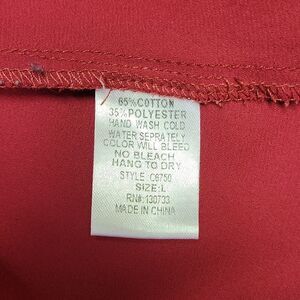 65%COTTON
35%POLYESTER
HAND WASH COLD
WATER SEPRATELY
COLOR WILL BLEED
NO BLEACH
HANG TO DRY
STYLE: C6750
SIZE: L
RN#: 130733
MADE IN CHINA